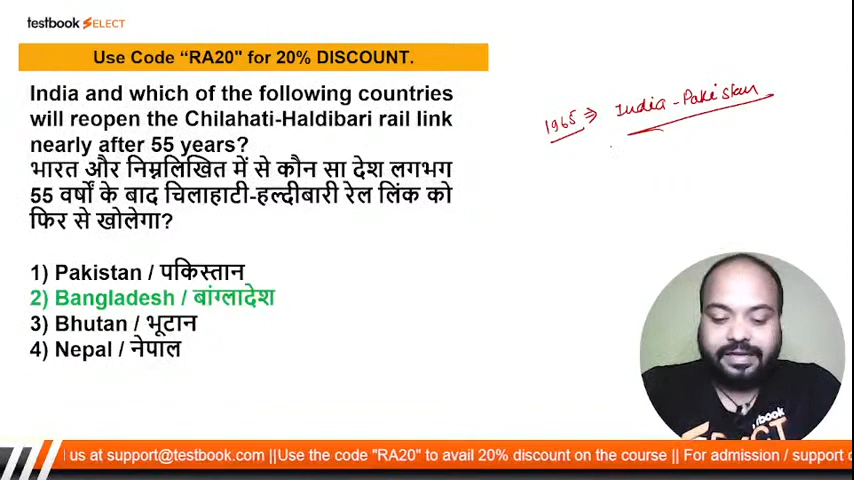 testbook SELECT
Use Code “RA20" for 20% DISCOUNT.
India and which of the following countries
will reopen the Chilahati-Haldibari rail link
nearly after 55 years?
भारत और निम्नलिखित में से कौन सा देश लगभग
55 वर्षों के बाद चिलाहाटी-हल्दीबारी रेल लिंक को
फिर से खोलेगा?
1) Pakistan / पकिस्तान
2) Bangladesh / बांग्लादेश
3) Bhutan / भूटान
4) Nepal / नेपाल
1965 ⇒ India - Pakistan
book
ECT
l us at support@testbook.com ||Use the code "RA20" to avail 20% discount on the course || For admission / support c